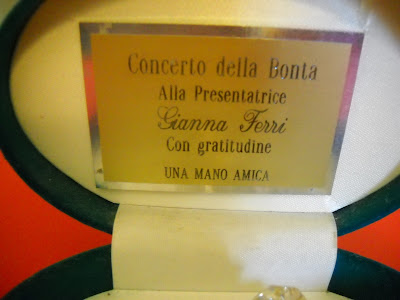 Concerto della Bonta
Alla Presentatrice
Gianna Ferri
Con gratitudine
UNA MANO AMICA